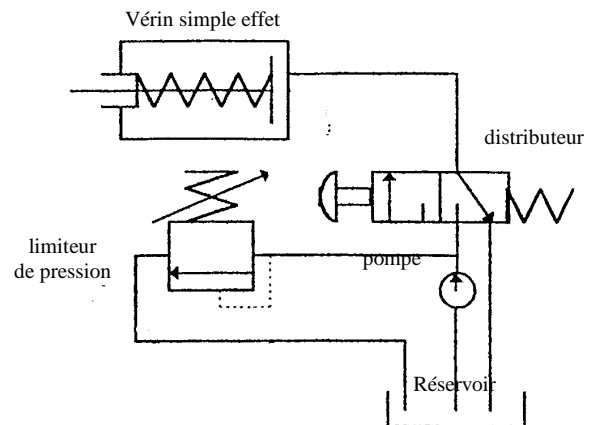 Vérin simple effet
distributeur
limiteur
de pression
pompe
Réservoir